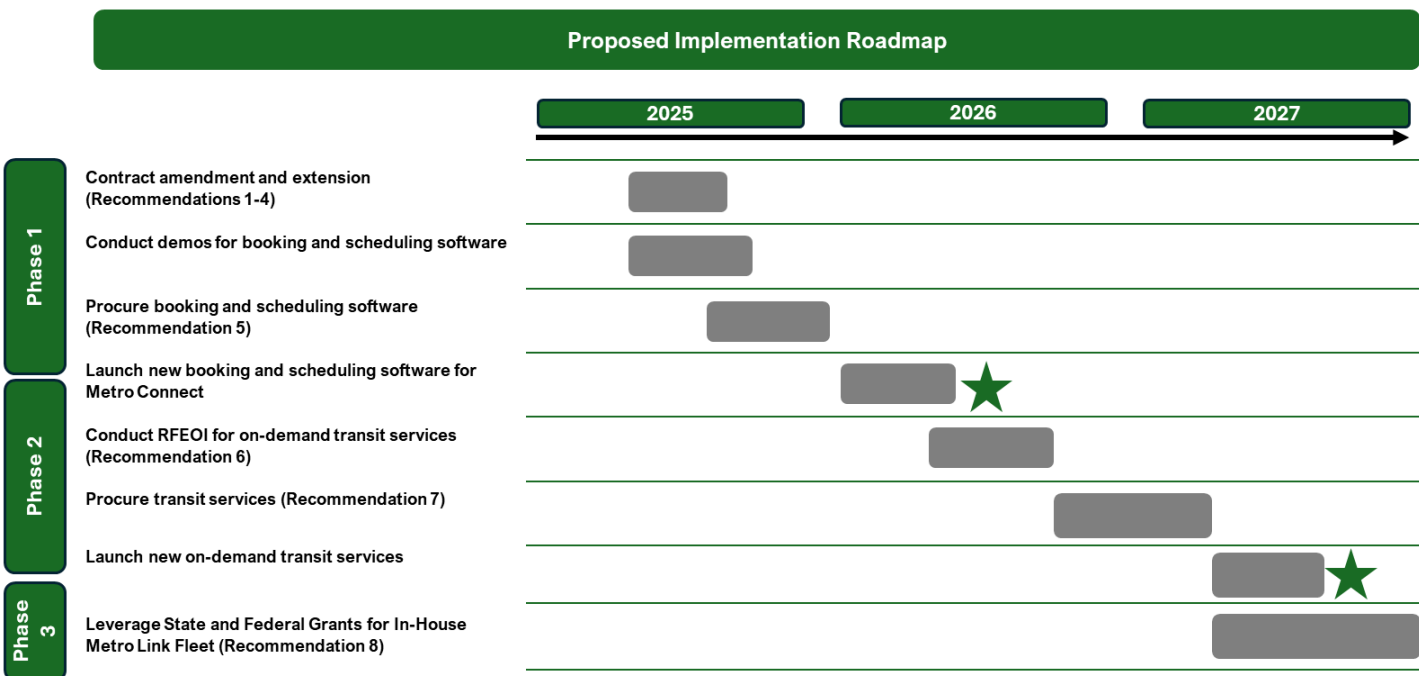 Proposed Implementation Roadmap
2025
2026
2027
Phase 1
Contract amendment and extension
(Recommendations 1-4)
Conduct demos for booking and scheduling software
Procure booking and scheduling software
(Recommendation 5)
Launch new booking and scheduling software for
Metro Connect
Phase 2
Conduct RFEOI for on-demand transit services
(Recommendation 6)
Procure transit services (Recommendation 7)
Launch new on-demand transit services
Phase
3
Leverage State and Federal Grants for In-House
Metro Link Fleet (Recommendation 8)